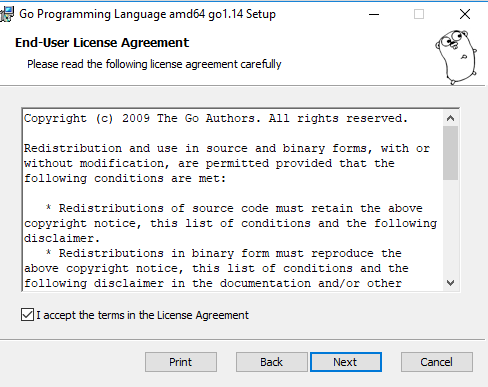 Go Programming Language amd64 go1.14 Setup
End-User License Agreement
Please read the following license agreement carefully
Copyright (c) 2009 The Go Authors. All rights reserved.
Redistribution and use in source and binary forms, with or
without modification, are permitted provided that the
following conditions are met:
* Redistributions of source code must retain the above
copyright notice, this list of conditions and the following
disclaimer.
* Redistributions in binary form must reproduce the
above copyright notice, this list of conditions and the
following disclaimer in the documentation and/or other
I accept the terms in the License Agreement
Print Back Next Cancel